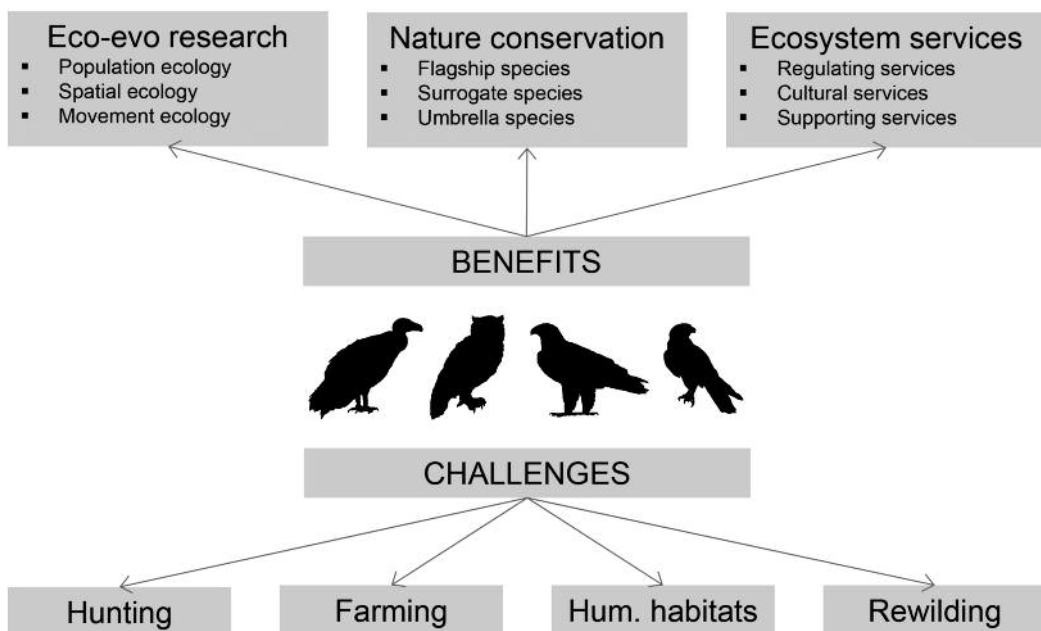 Eco-evo research
▪ Population ecology
▪ Spatial ecology
▪ Movement ecology
Nature conservation
▪ Flagship species
▪ Surrogate species
▪ Umbrella species
Ecosystem services
▪ Regulating services
▪ Cultural services
▪ Supporting services
BENEFITS
CHALLENGES
Hunting
Farming
Hum. habitats
Rewilding